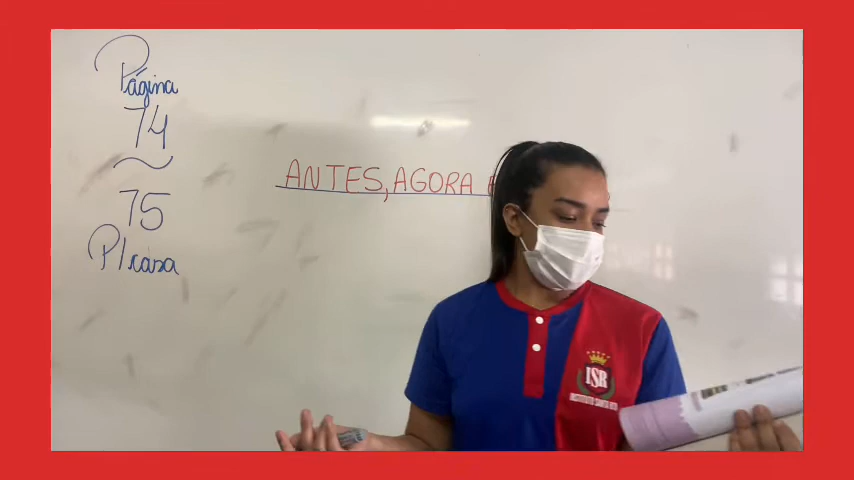 Página
74
75
P/ casa
ANTES, AGORA
ISR